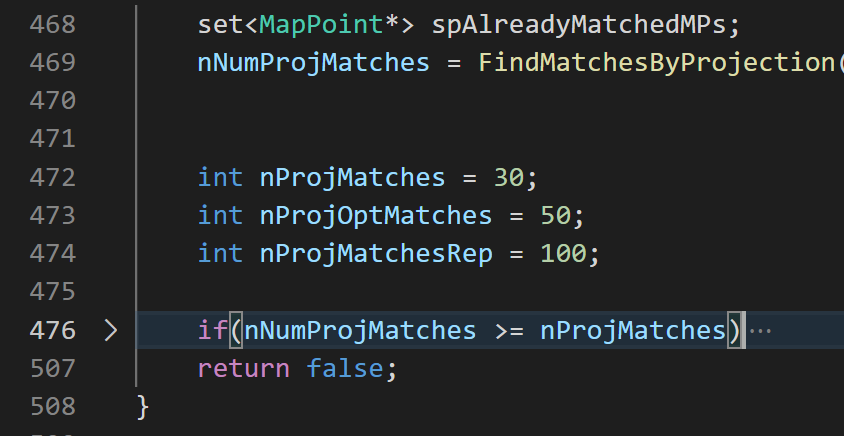 468 set<MapPoint*> spAlreadyMatchedMPs;
469 nNumProjMatches = FindMatchesByProjection(
470
471
472 int nProjMatches = 30;
473 int nProjOptMatches = 50;
474 int nProjMatchesRep = 100;
475
476 > if(nNumProjMatches >= nProjMatches)⋯
507 return false;
508 }